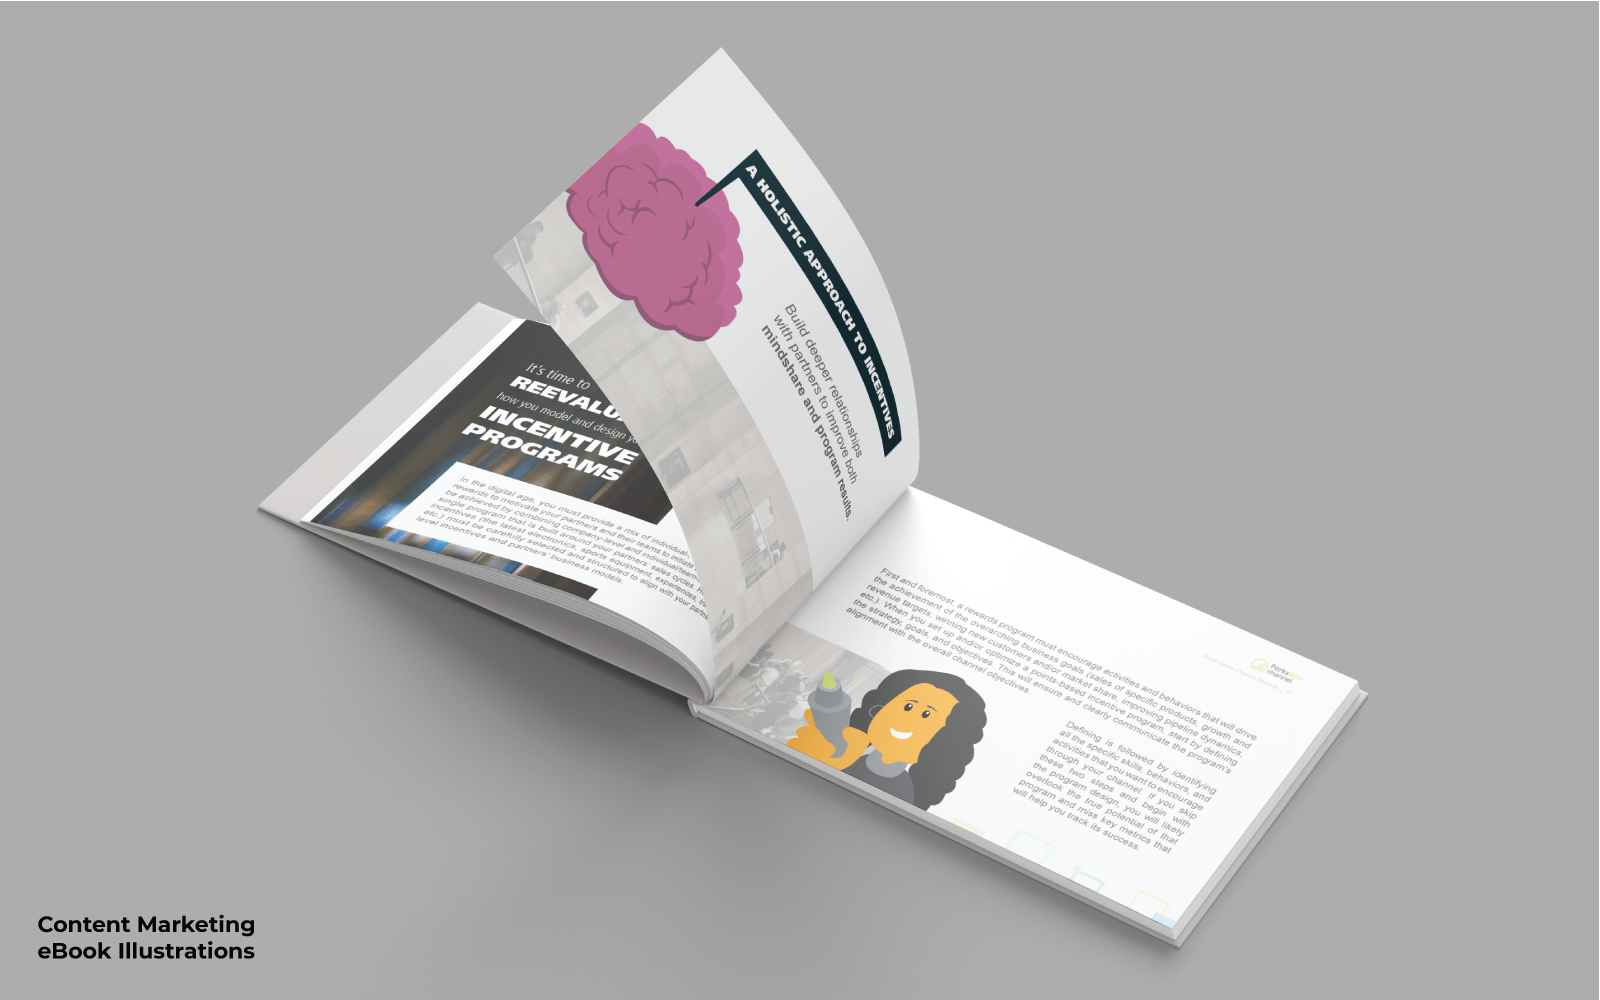 It's time to
REEVALU
how you model and design yo
INCENTIVE
PROGRAMS
In the digital age, you must provide a mix of individual-
rewards to motivate your partners and their teams to initiate
be achieved by combining company-level and individual/team-
single program that is built around your partners' sales cycles.
incentives (the latest electronics, sports equipment, experiences,
etc.) must be carefully selected and structured to align with your partne
level incentives and partners' business models.
A HOLISTIC APPROACH TO INCENTIVES
Build deeper relationships
with partners to improve both
mindshare and program results.
First and foremost, a rewards program must encourage activities and behaviors that will drive
the achievement of the overarching business goals (sales of specific products, growth and
revenue targets, winning new customers and/or market share, improving pipeline dynamics,
etc.). When you set up and/or optimize a points-based incentive program, start by defining
the strategy, goals, and objectives. This will ensure and clearly communicate the program's
alignment with the overall channel objectives.
Perks
channel
Defining is followed by identifying
all the specific skills, behaviors, and
activities that you want to encourage
through your channel. If you skip
these two steps and begin with
the program design, you will likely
overlook the true potential of that
program and miss key metrics that
will help you track its success.
Content Marketing
eBook Illustrations